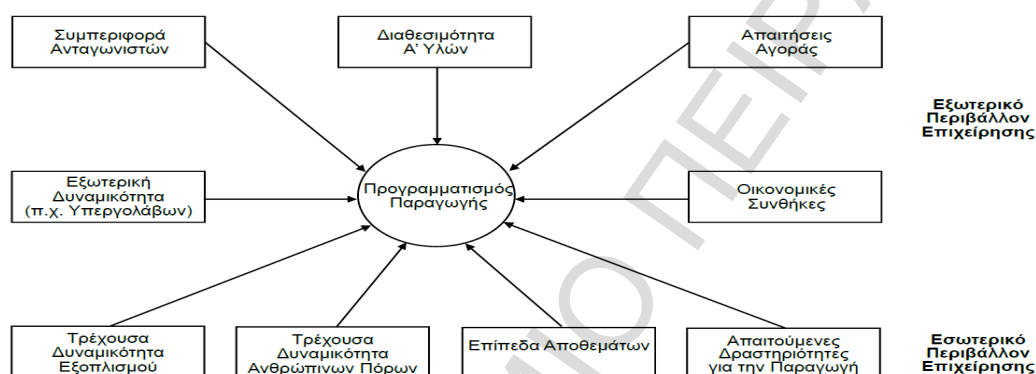 Συμπεριφορά
Ανταγωνιστών
Διαθεσιμότητα
Α’ Υλών
Απαιτήσεις
Αγοράς
Εξωτερικό
Περιβάλλον
Επιχείρησης
Εξωτερική
Δυναμικότητα
(π.χ. Υπεργολάβων)
Προγραμματισμός
Παραγωγής
Οικονομικές
Συνθήκες
Τρέχουσα
Δυναμικότητα
Εξοπλισμού
Τρέχουσα
Δυναμικότητα
Ανθρώπινων Πόρων
Επίπεδα Αποθεμάτων
Απαιτούμενες
Δραστηριότητες
για την Παραγωγή
Εσωτερικό
Περιβάλλον
Επιχείρησης